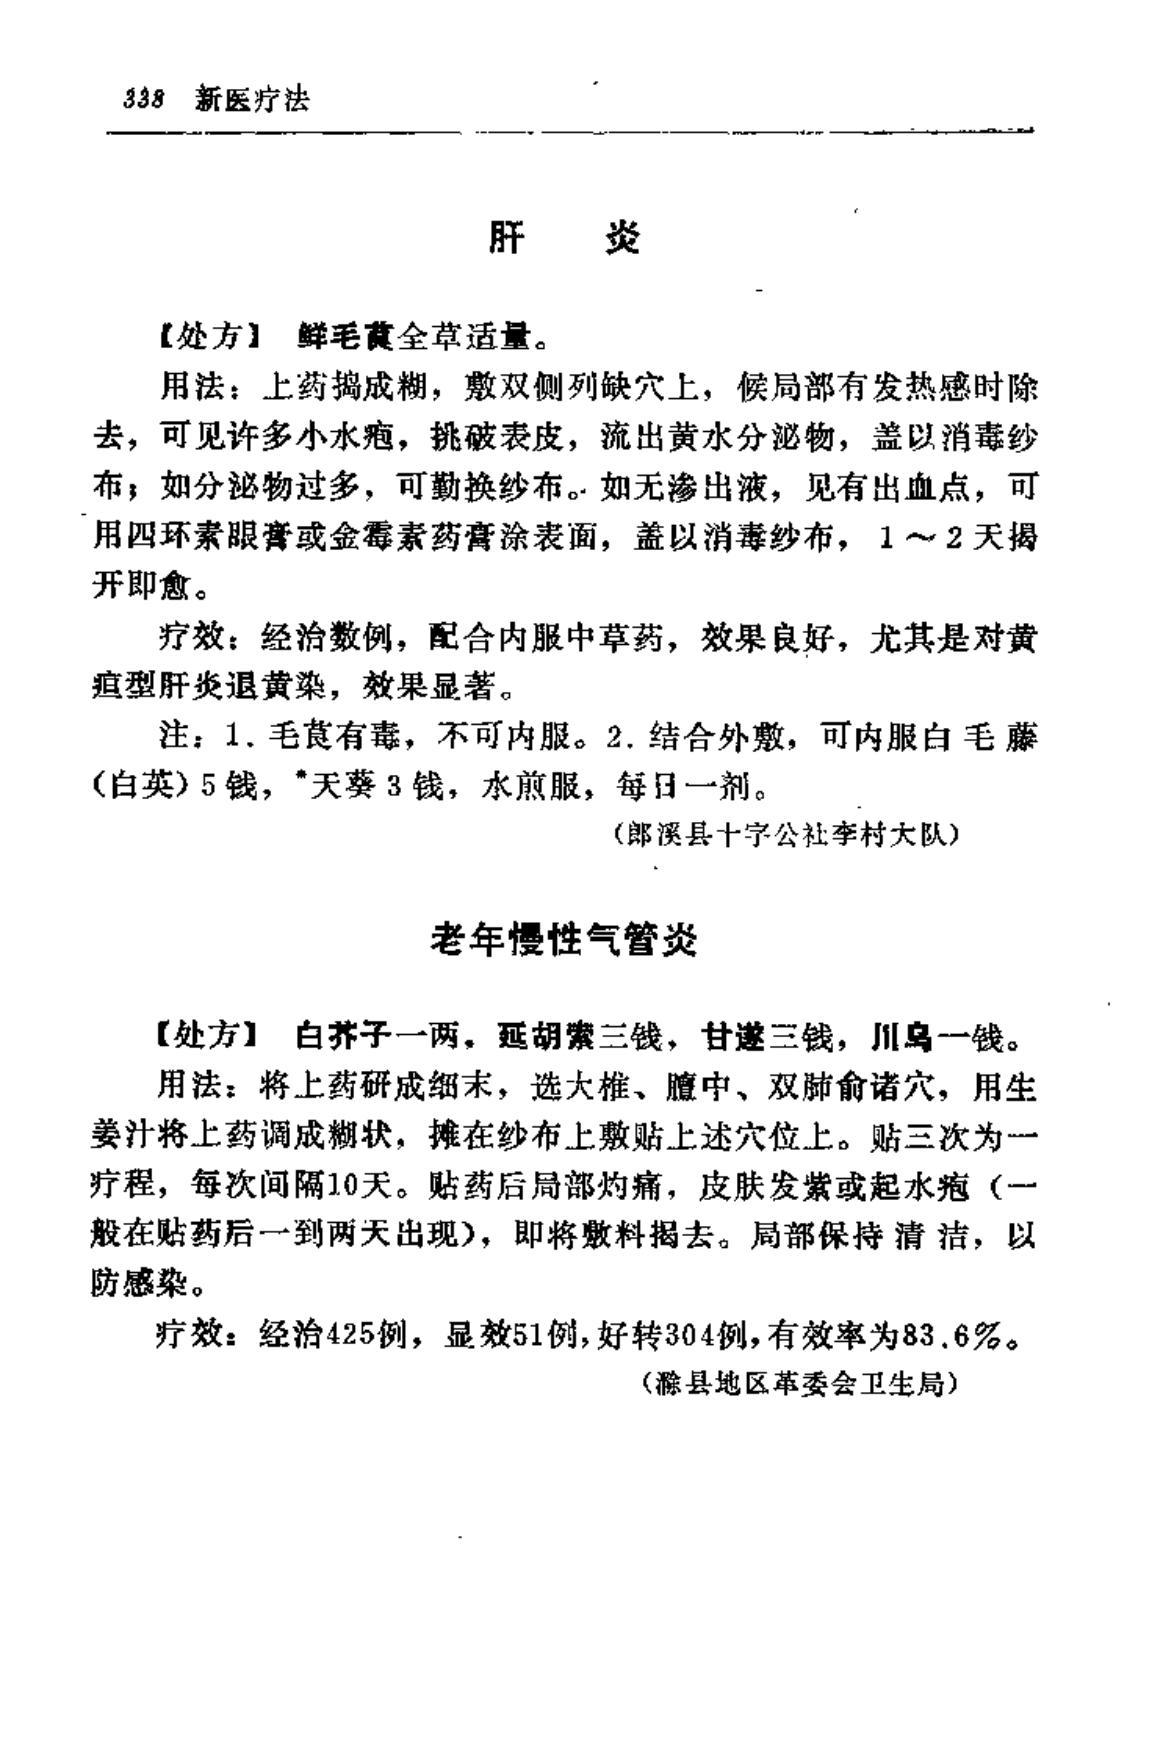 338 新医疗法
肝 炎
【处方】 鲜毛茛全草适量。
用法：上药捣成糊，敷双侧列缺穴上，候局部有发热感时除
去，可见许多小水疱，挑破表皮，流出黄水分泌物，盖以消毒纱
布；如分泌物过多，可勤换纱布。如无渗出液，见有出血点，可
用四环素眼膏或金霉素药膏涂表面，盖以消毒纱布，1～2天揭
开即愈。
疗效：经治数例，配合内服中草药，效果良好，尤其是对黄
疸型肝炎退黄染，效果显著。
注：1．毛茛有毒，不可内服。2．结合外敷，可内服白毛藤
（白英）5钱，*天葵3钱，水煎服，每日一剂。
（郎溪县十字公社李村大队）
老年慢性气管炎
【处方】 白芥子一两，延胡索三钱，甘遂三钱，川乌一钱。
用法：将上药研成细末，选大椎、膻中、双肺俞诸穴，用生
姜汁将上药调成糊状，摊在纱布上敷贴上述穴位上。贴三次为一
疗程，每次间隔10天。贴药后局部灼痛，皮肤发紫或起水疱（一
般在贴药后一到两天出现），即将敷料揭去。局部保持清洁，以
防感染。
疗效：经治425例，显效51例，好转304例，有效率为83.6%。
（滁县地区革委会卫生局）